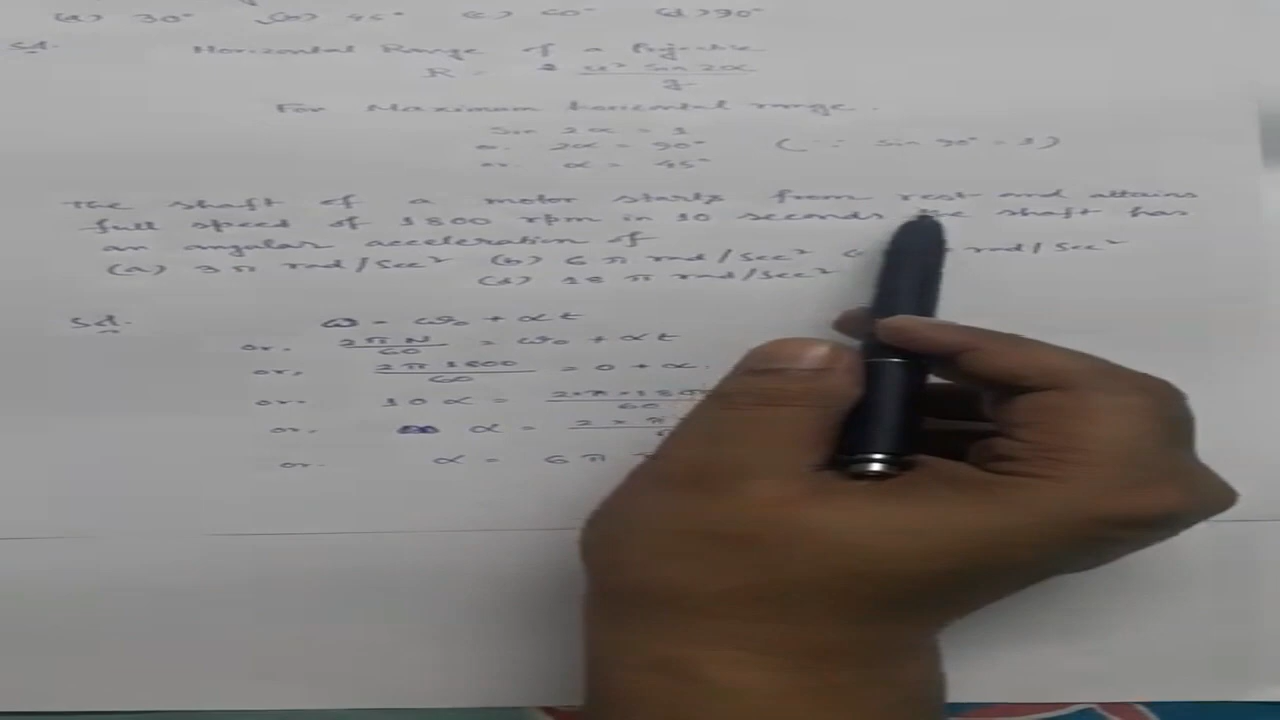 (a) 30° (b) 45° (c) 60° (d) 90°
Sol. Horizontal Range of a Projectile
R = u² sin 2α / g
For Maximum horizontal range.
Sin 2α = 1
or. 2α = 90° (∵ sin 90° = 1)
or. α = 45°
The shaft of a motor starts from rest and attains
full speed of 1800 rpm in 10 seconds. The shaft has
an angular acceleration of
(a) 3π rad/sec² (b) 6π rad/sec² rad/sec²
(d) 18 π rad/sec²
Sol. ω = ω₀ + αt
or. 2πN / 60 = ω₀ + αt
or, 2π 1800 / 60 = 0 + α.
or. 10 α = 2×π×180 / 60
or. α = 2×π
or. α = 6π